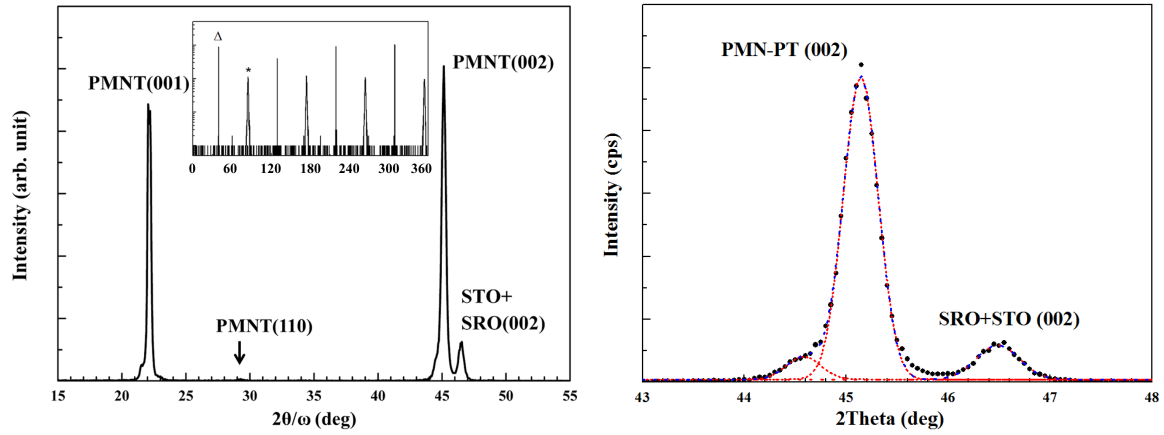 Δ
*
PMNT(001)
PMNT(002)
0 60 120 180 240 300 360
STO+
SRO(002)
PMNT(110)
Intensity (arb. unit)
15 20 25 30 35 40 45 50 55
2θ/ω (deg)
PMN-PT (002)
SRO+STO (002)
Intensity (cps)
43 44 45 46 47 48
2Theta (deg)